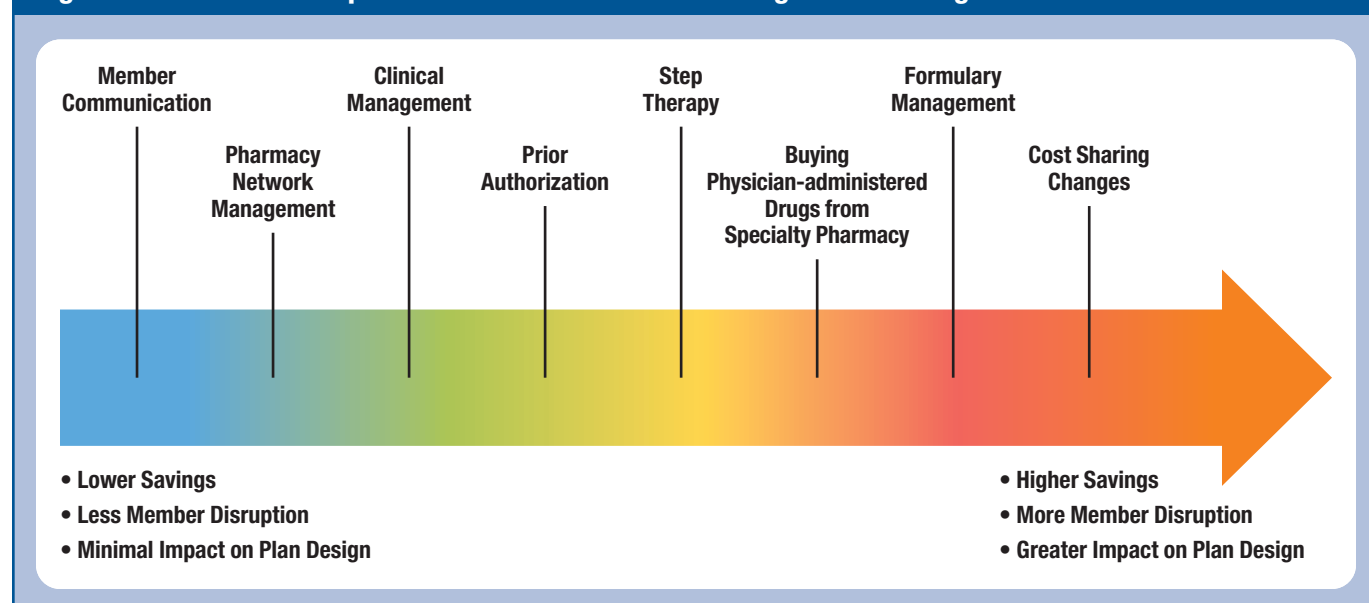 Member
Communication
Clinical
Management
Step
Therapy
Formulary
Management
Pharmacy
Network
Management
Prior
Authorization
Buying
Physician-administered
Drugs from
Specialty Pharmacy
Cost Sharing
Changes
• Lower Savings
• Less Member Disruption
• Minimal Impact on Plan Design
• Higher Savings
• More Member Disruption
• Greater Impact on Plan Design